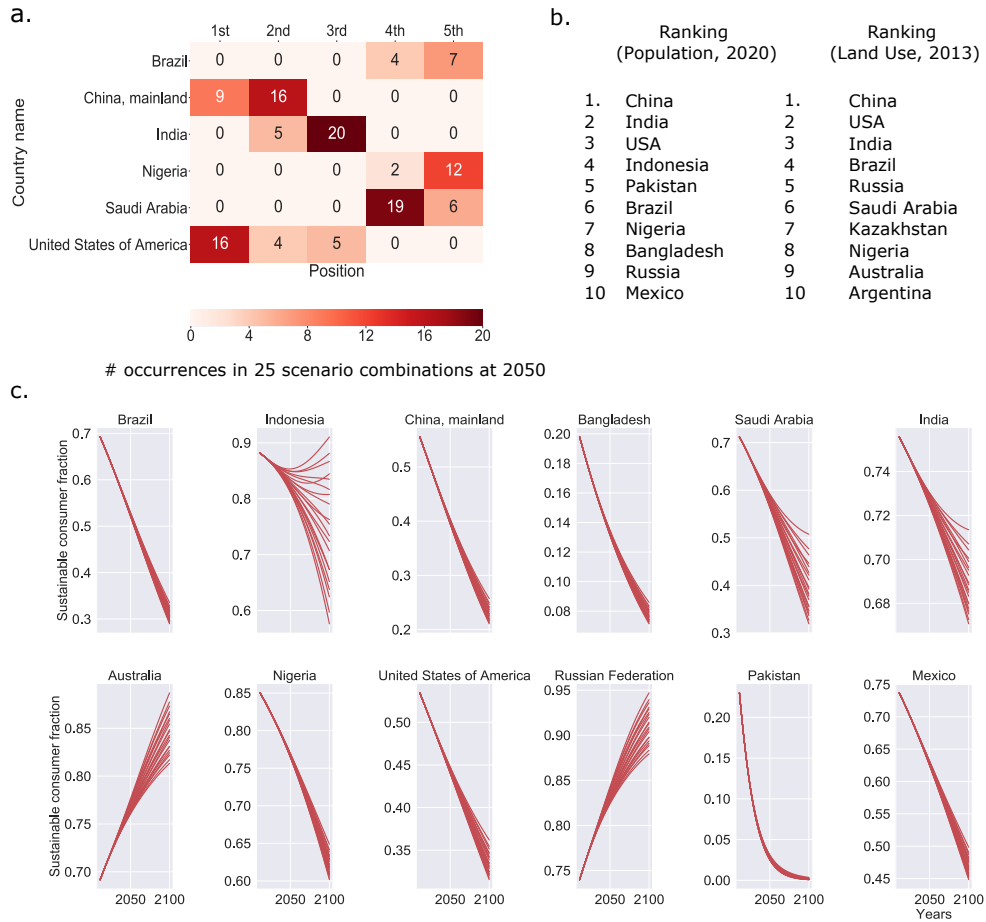 a.
1st 2nd 3rd 4th 5th
Country name
Brazil 0 0 0 4 7
China, mainland 9 16 0 0 0
India 0 5 20 0 0
Nigeria 0 0 0 2 12
Saudi Arabia 0 0 0 19 6
United States of America 16 4 5 0 0
Position
0 4 8 12 16 20
# occurrences in 25 scenario combinations at 2050
b.
Ranking
(Population, 2020)
1. China
2 India
3 USA
4 Indonesia
5 Pakistan
6 Brazil
7 Nigeria
8 Bangladesh
9 Russia
10 Mexico
Ranking
(Land Use, 2013)
1. China
2 USA
3 India
4 Brazil
5 Russia
6 Saudi Arabia
7 Kazakhstan
8 Nigeria
9 Australia
10 Argentina
c.
Sustainable consumer fraction
Brazil
0.7
0.6
0.5
0.4
0.3
Indonesia
0.9
0.8
0.7
0.6
China, mainland
0.5
0.4
0.3
0.2
Bangladesh
0.20
0.18
0.16
0.14
0.12
0.10
0.08
Saudi Arabia
0.7
0.6
0.5
0.4
0.3
India
0.74
0.72
0.70
0.68
Sustainable consumer fraction
Australia
0.85
0.80
0.75
0.70
2050 2100
Nigeria
0.85
0.80
0.75
0.70
0.65
0.60
2050 2100
United States of America
0.50
0.45
0.40
0.35
2050 2100
Russian Federation
0.95
0.90
0.85
0.80
0.75
2050 2100
Pakistan
0.20
0.15
0.10
0.05
0.00
2050 2100
Mexico
0.75
0.70
0.65
0.60
0.55
0.50
0.45
2050 2100
Years